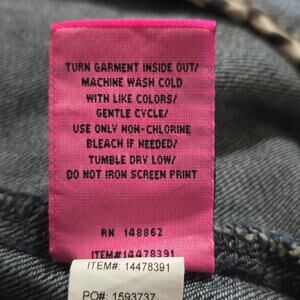 TURN GARMENT INSIDE OUT/
MACHINE WASH COLD
WITH LIKE COLORS/
GENTLE CYCLE/
USE ONLY NON-CHLORINE
BLEACH IF NEEDED/
TUMBLE DRY LOW/
DO NOT IRON SCREEN PRINT
RN 148862
ITEM#:14478391
ITEM#: 14478391
PO#: 1593737